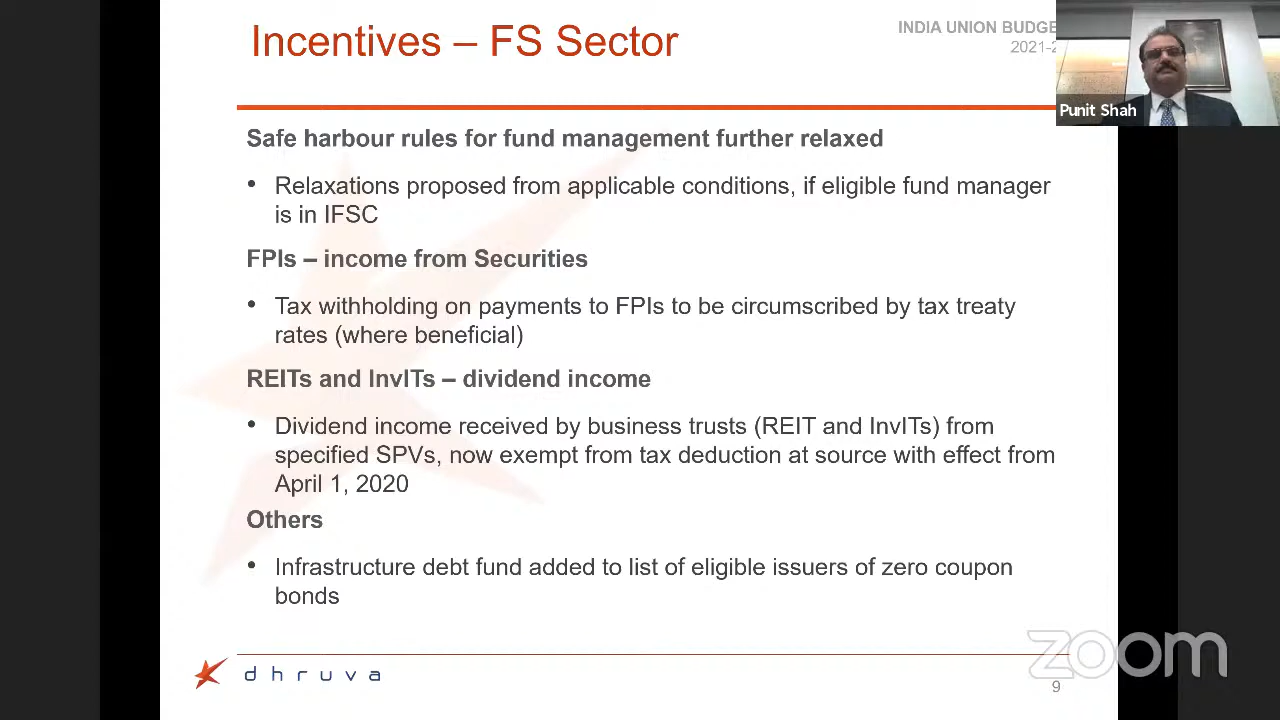 Incentives – FS Sector
INDIA UNION BUDGE
2021-2
Punit Shah
Safe harbour rules for fund management further relaxed
• Relaxations proposed from applicable conditions, if eligible fund manager
is in IFSC
FPIs – income from Securities
• Tax withholding on payments to FPIs to be circumscribed by tax treaty
rates (where beneficial)
REITs and InvITs – dividend income
• Dividend income received by business trusts (REIT and InvITs) from
specified SPVs, now exempt from tax deduction at source with effect from
April 1, 2020
Others
• Infrastructure debt fund added to list of eligible issuers of zero coupon
bonds
dhruva
zoom
9